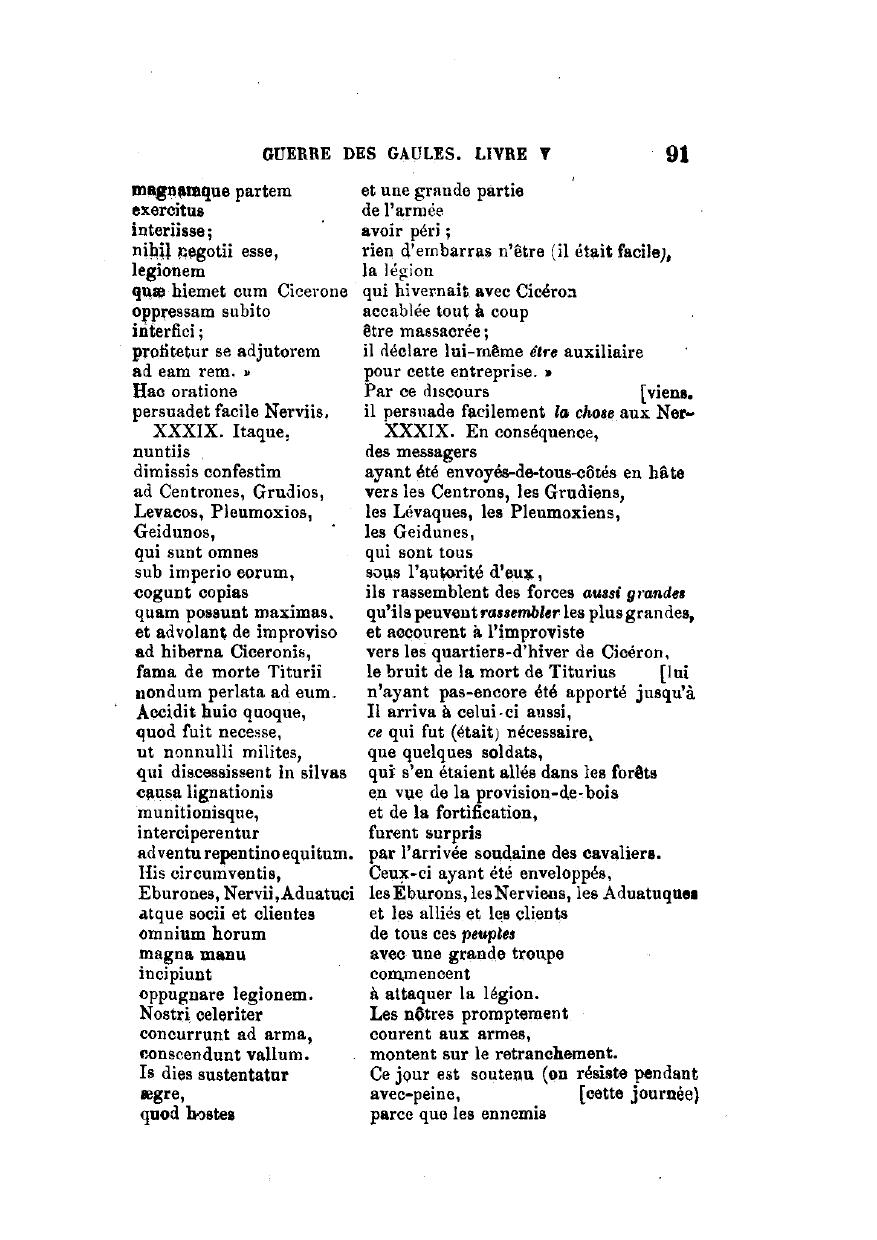 GUERRE DES GAULES. LIVRE V 91
magnamque partem et une grande partie
exercitus de l'armée
interiisse; avoir péri ;
nihil negotii esse, rien d'embarras n'être (il était facile),
legionem la légion
quæ hiemet cum Cicerone qui hivernait avec Cicéron
oppressam subito accablée tout à coup
interfici ; être massacrée ;
profitetur se adjutorem il déclare lui-même être auxiliaire
ad eam rem. » pour cette entreprise. »
Hac oratione Par ce discours [viens.
persuadet facile Nerviis. il persuade facilement la chose aux Ner-
XXXIX. Itaque, XXXIX. En conséquence,
nuntiis des messagers
dimissis confestim ayant été envoyés-de-tous-côtés en hâte
ad Centrones, Grudios, vers les Centrons, les Grudiens,
Levacos, Pleumoxios, les Lévaques, les Pleumoxiens,
Geidunos, les Geidunes,
qui sunt omnes qui sont tous
sub imperio eorum, sous l'autorité d'eux,
cogunt copias ils rassemblent des forces aussi grandes
quam possunt maximas. qu'ils peuvent rassembler les plus grandes,
et advolant de improviso et accourent à l'improviste
ad hiberna Ciceronis, vers les quartiers-d'hiver de Cicéron,
fama de morte Titurii le bruit de la mort de Titurius [lui
nondum perlata ad eum. n'ayant pas-encore été apporté jusqu'à
Accidit huic quoque, Il arriva à celui-ci aussi,
quod fuit necesse, ce qui fut (était) nécessaire,
ut nonnulli milites, que quelques soldats,
qui discessissent in silvas qui s'en étaient allés dans les forêts
causa lignationis en vue de la provision-de-bois
munitionisque, et de la fortification,
interciperentur furent surpris
adventu repentino equitum. par l'arrivée soudaine des cavaliers.
His circumventis, Ceux-ci ayant été enveloppés,
Eburones, Nervii, Aduatuci les Éburons, les Nerviens, les Aduatuques
atque socii et clientes et les alliés et les clients
omnium horum de tous ces peuples
magna manu avec une grande troupe
incipiunt commencent
oppugnare legionem. à attaquer la légion.
Nostri celeriter Les nôtres promptement
concurrunt ad arma, courent aux armes,
conscendunt vallum. montent sur le retranchement.
Is dies sustentatur Ce jour est soutenu (on résiste pendant
ægre, avec-peine, [cette journée)
quod hostes parce que les ennemis